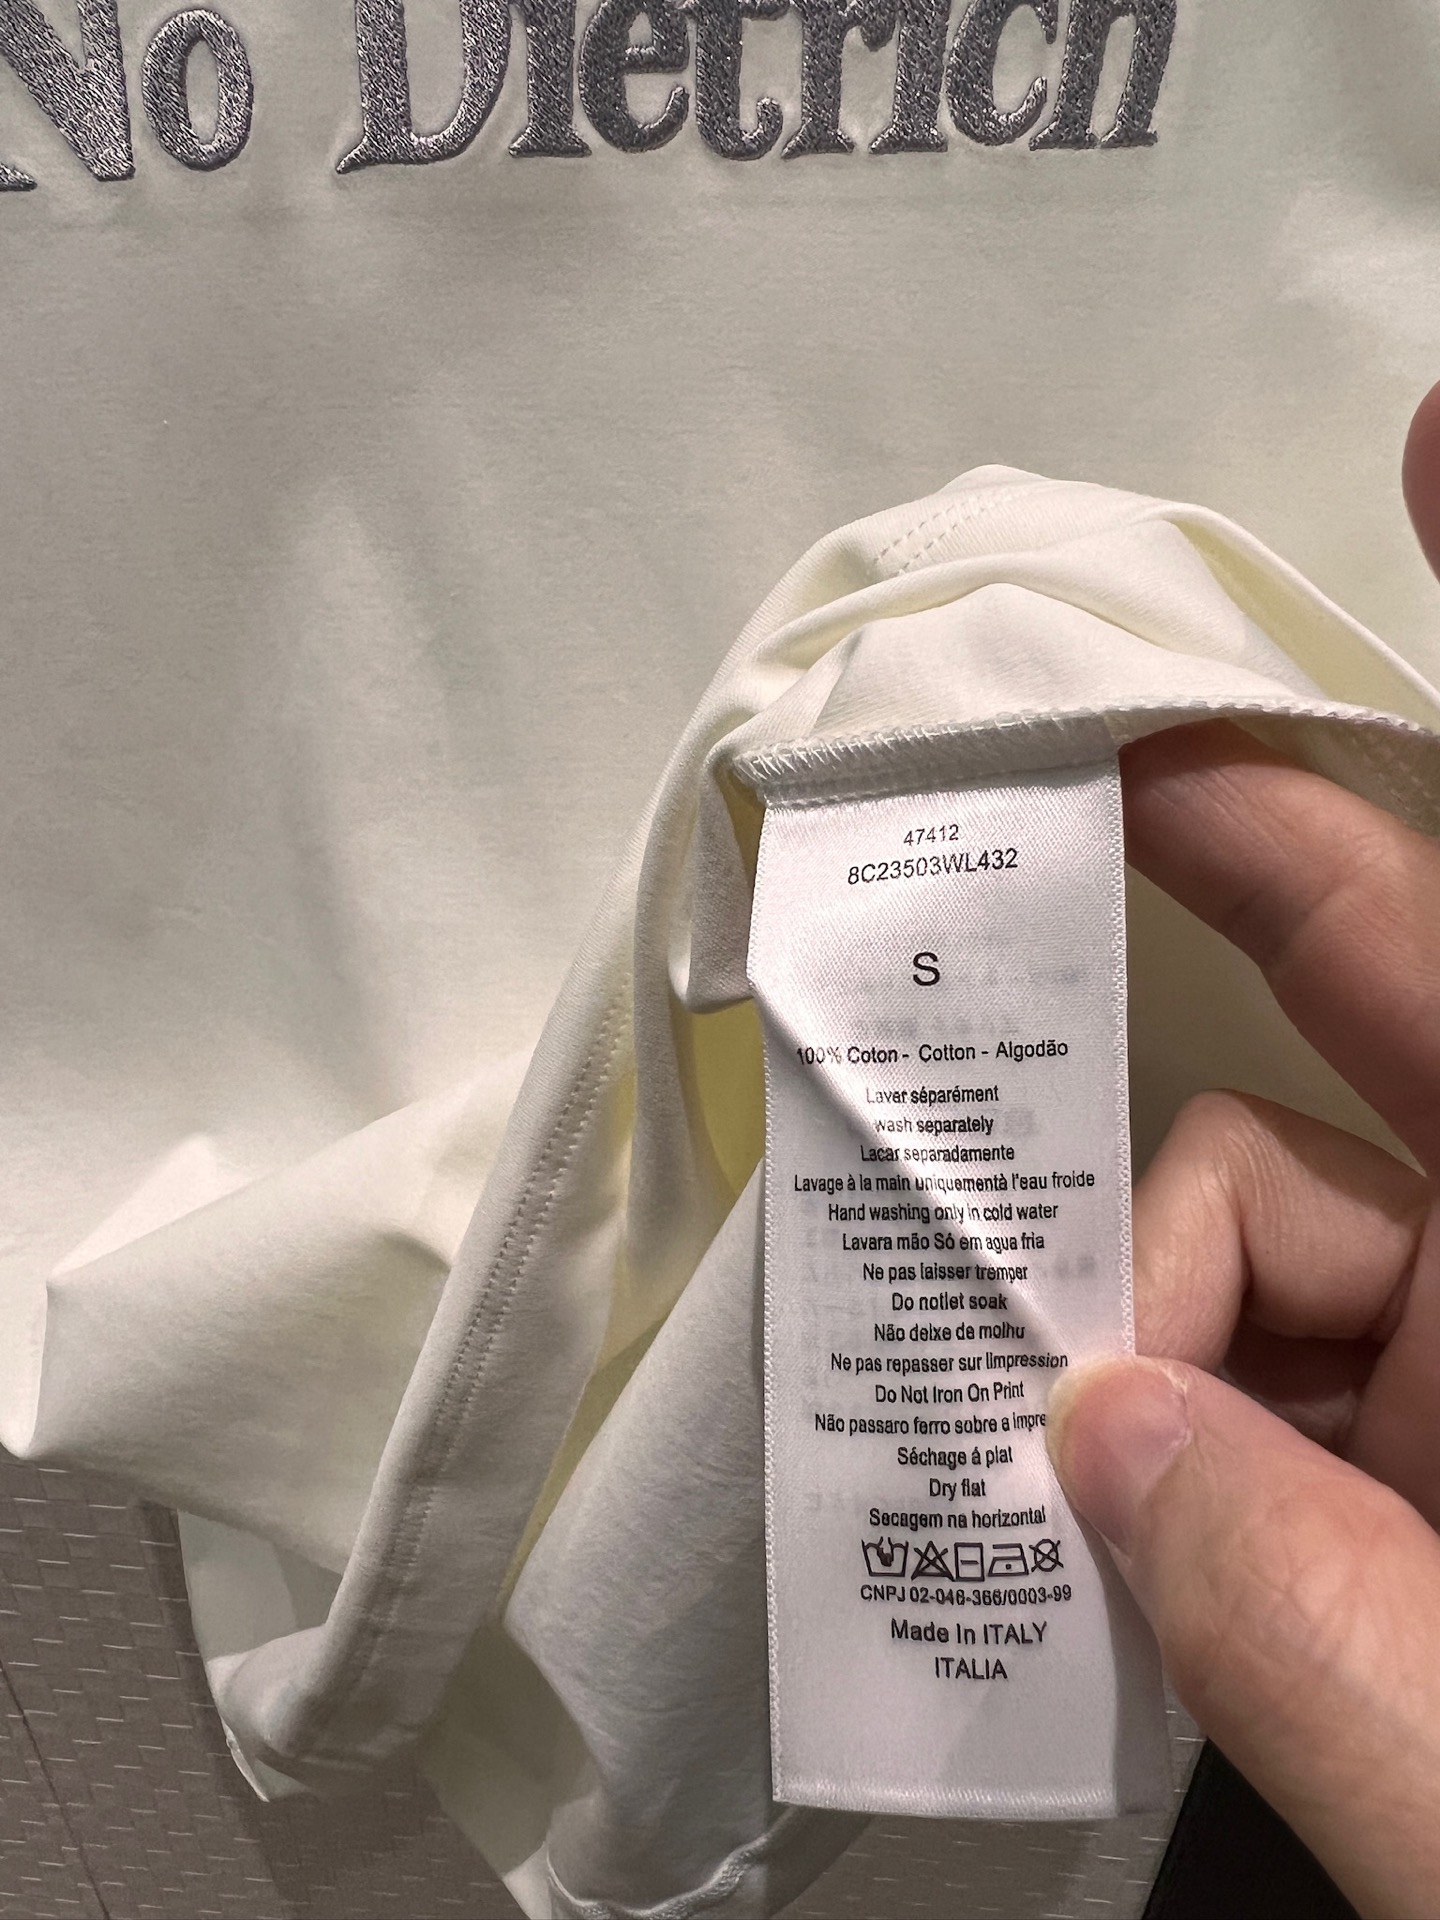 No Dietrich
47412
8C23503WL432
S
100% Coton - Cotton - Algodão
Laver séparément
wash separately
Lacar separadamente
Lavage à la main uniquementà l'eau froide
Hand washing only in cold water
Lavara mão Só em agua fria
Ne pas laisser tremper
Do notlet soak
Não deixe de molhu
Ne pas repasser sur limpression
Do Not Iron On Print
Não passaro ferro sobre a impre
Séchage á plat
Dry flat
Secagem na horizontal
CNPJ 02-046-366/0003-99
Made In ITALY
ITALIA